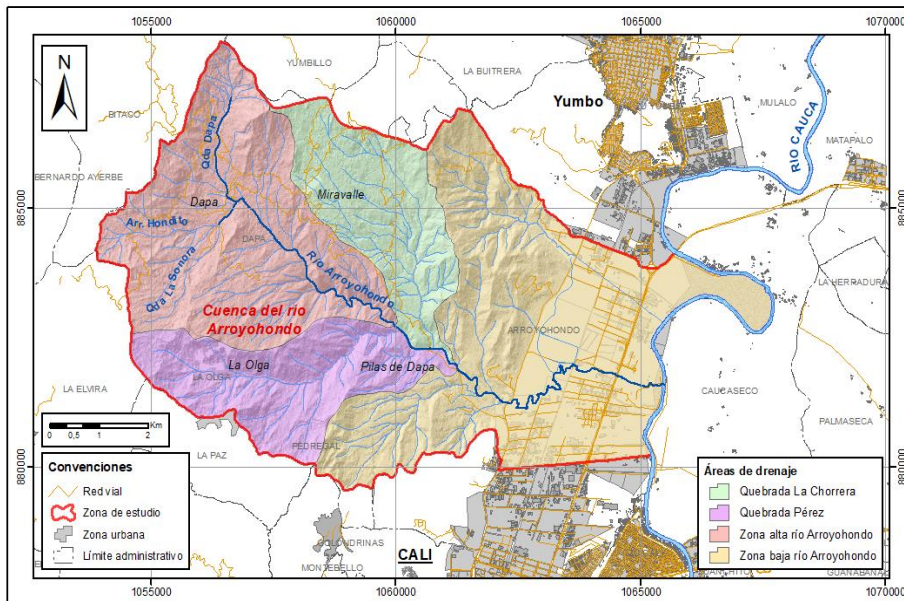 1055000 1060000 1065000 1070000
N
YUMBILLO
LA BUITRERA
Yumbo
MULALO
RIO CAUCA
MATAPALO
BITACO
Qda Dapa
BERNARDO AYERBE
Miravalle
Dapa
885000
Arr. Hondito
DAPA
Qda La Sonora
Río Arroyohondo
LA HERRADURA
Cuenca del río
Arroyohondo
ARROYOHONDO
La Olga
Pilas de Dapa
LA OLGA
LA ELVIRA
CAUCASECO
PALMASECA
0 0,5 1 2 Km
PEDREGAL
LA PAZ
880000
Convenciones
Red vial
Zona de estudio
Zona urbana
Límite administrativo
GOLONDRINAS
MONTEBELLO
CALI
Áreas de drenaje
Quebrada La Chorrera
Quebrada Pérez
Zona alta río Arroyohondo
Zona baja río Arroyohondo
1055000 1060000 1065000 1070000